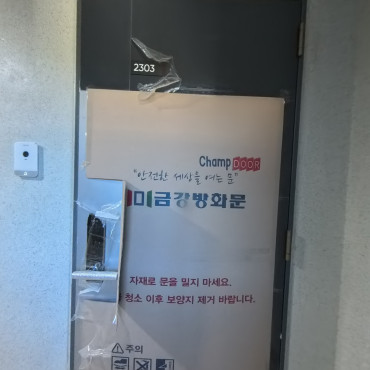 2303
Champ DOOR
"안전한 세상을 여는 문"
미금강방화문
자재로 문을 밀지 마세요.
청소 이후 보양지 제거 바랍니다.
주의